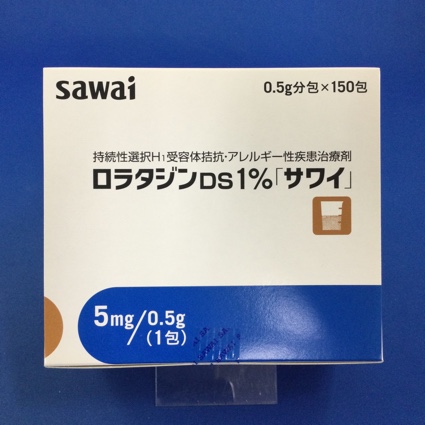 sawai
0.5g分包×150包
持続性選択H₁受容体拮抗・アレルギー性疾患治療剤
ロラタジンDS1%「サワイ」
5mg/0.5g
(1包)